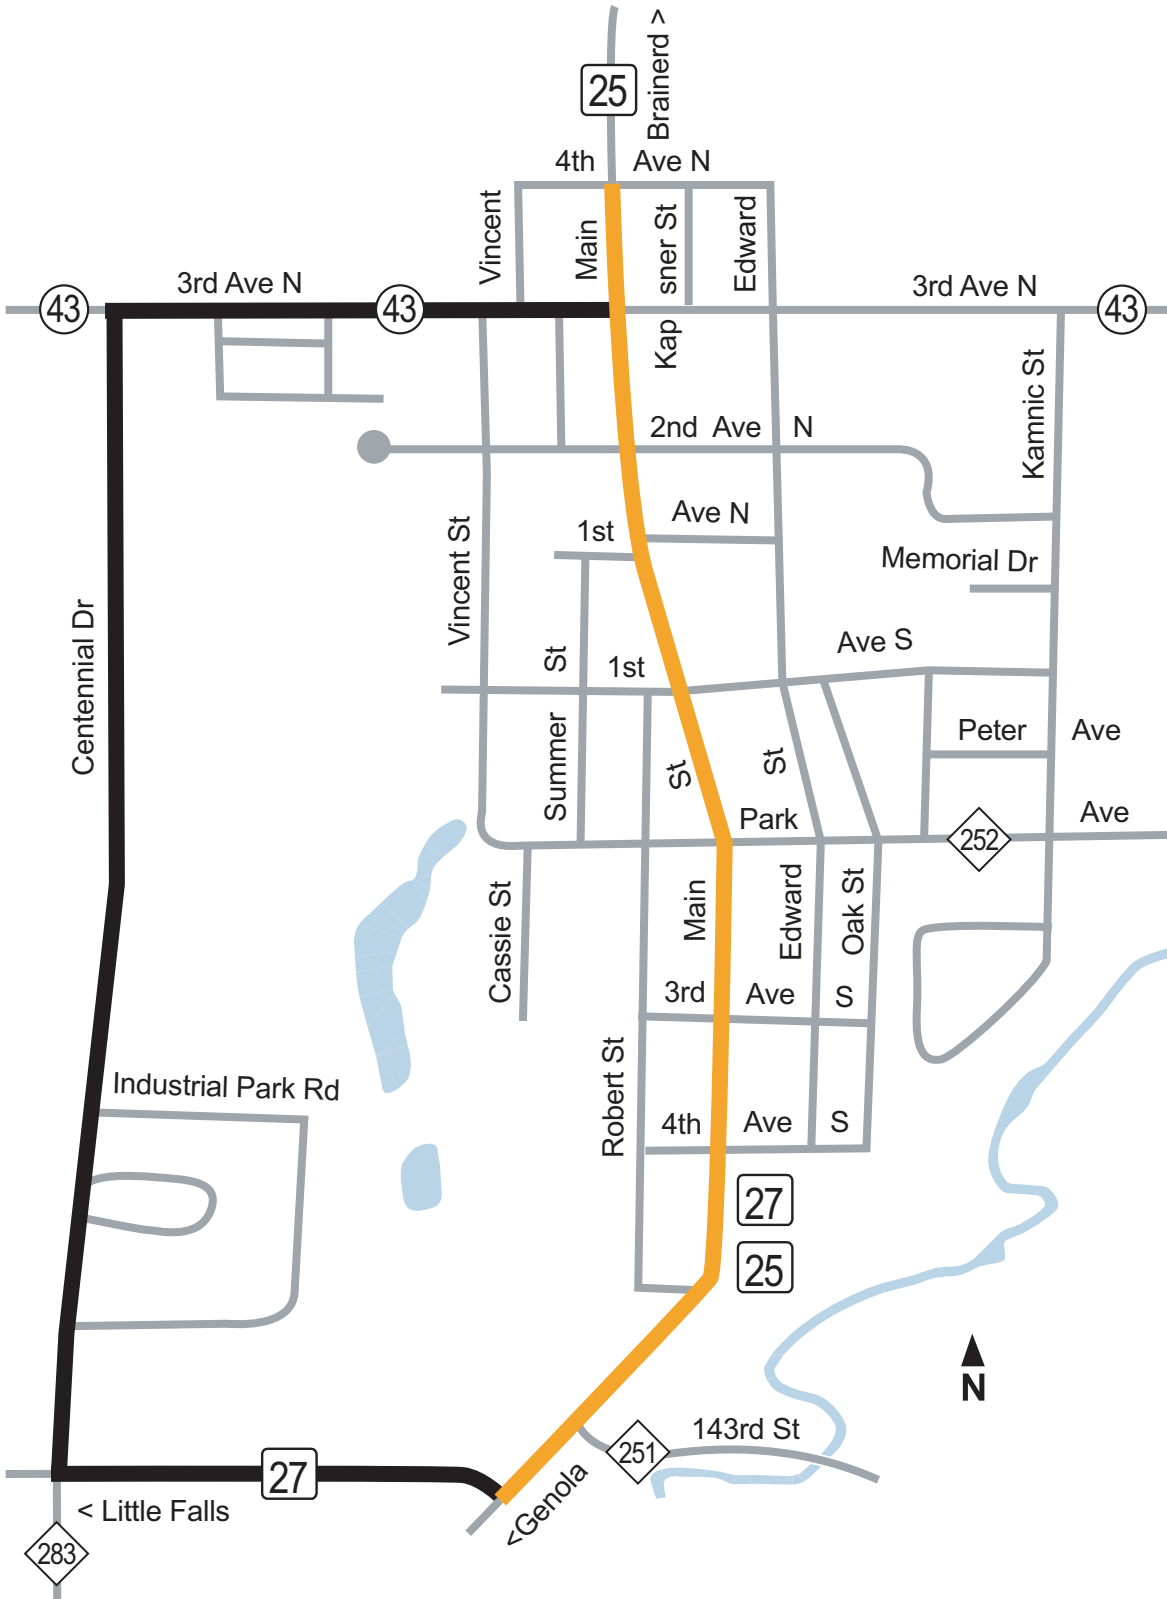 Brainerd >
25
4th Ave N
Vincent
Main
Kap sner St
Edward
3rd Ave N
3rd Ave N
43
43
43
2nd Ave N
Kamnic St
1st Ave N
Vincent St
Memorial Dr
Centennial Dr
1st Ave S
Summer St
Peter Ave
St
St
Park Ave
252
Cassie St
Main
Edward
Oak St
3rd Ave S
Robert St
Industrial Park Rd
4th Ave S
27
25
N
143rd St
251
27
< Little Falls
<Genola
283